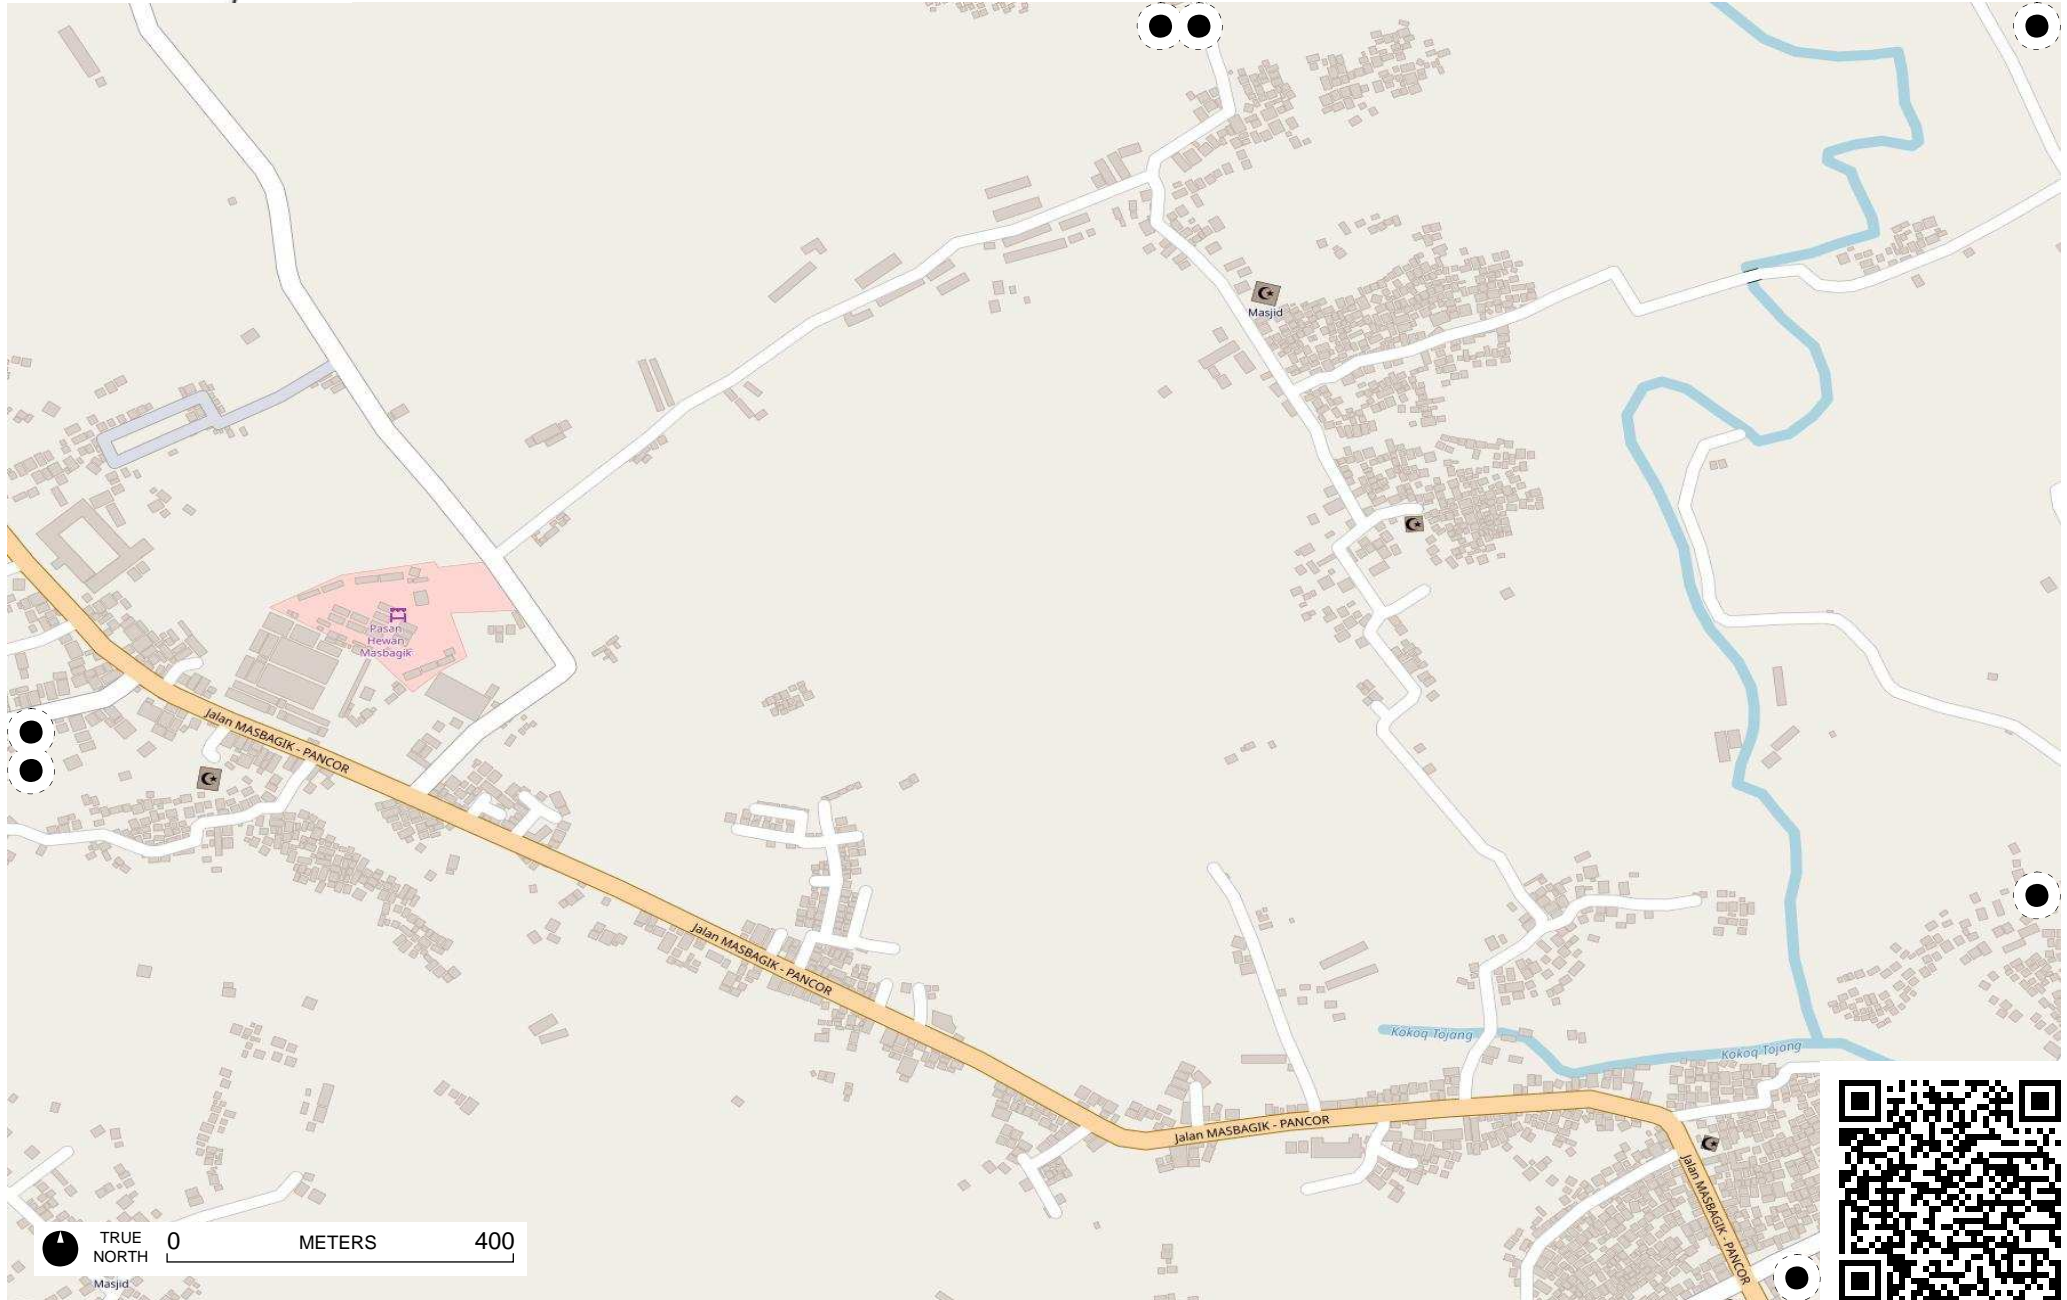 Masjid
Pasan
Hewan
Masbagik
Jalan MASBAGIK - PANCOR
Jalan MASBAGIK - PANCOR
Kokoq Tojang
Kokoq Tojang
Jalan MASBAGIK - PANCOR
Jalan MASBAGIK - PANCOR
TRUE
NORTH
0 METERS 400
Masjid